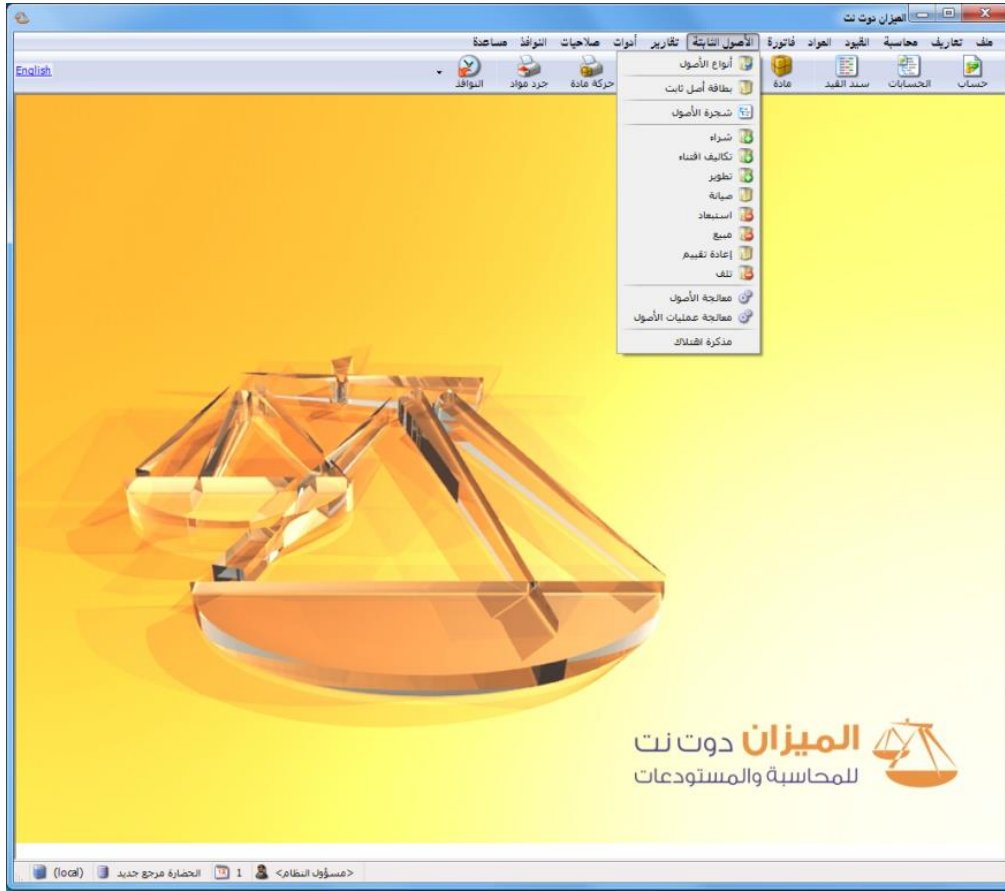 الميزان دوت نت
ملف تعاريف محاسبة القيود المواد فاتورة الأصول الثابتة تقارير أدوات صلاحيات النوافذ مساعدة
حساب الحسابات سند القيد مادة حركة مادة جرد مواد النوافذ English
أنواع الأصول
بطاقة أصل ثابت
شجرة الأصول
شراء
تكاليف اقتناء
تطوير
صيانة
استبعاد
مبيع
إعادة تقييم
تلف
معالجة الأصول
معالجة عمليات الأصول
مذكرة اهتلاك
الميزان دوت نت
للمحاسبة والمستودعات
<مسؤول النظام> 1 الحضارة مرجع جديد (local)